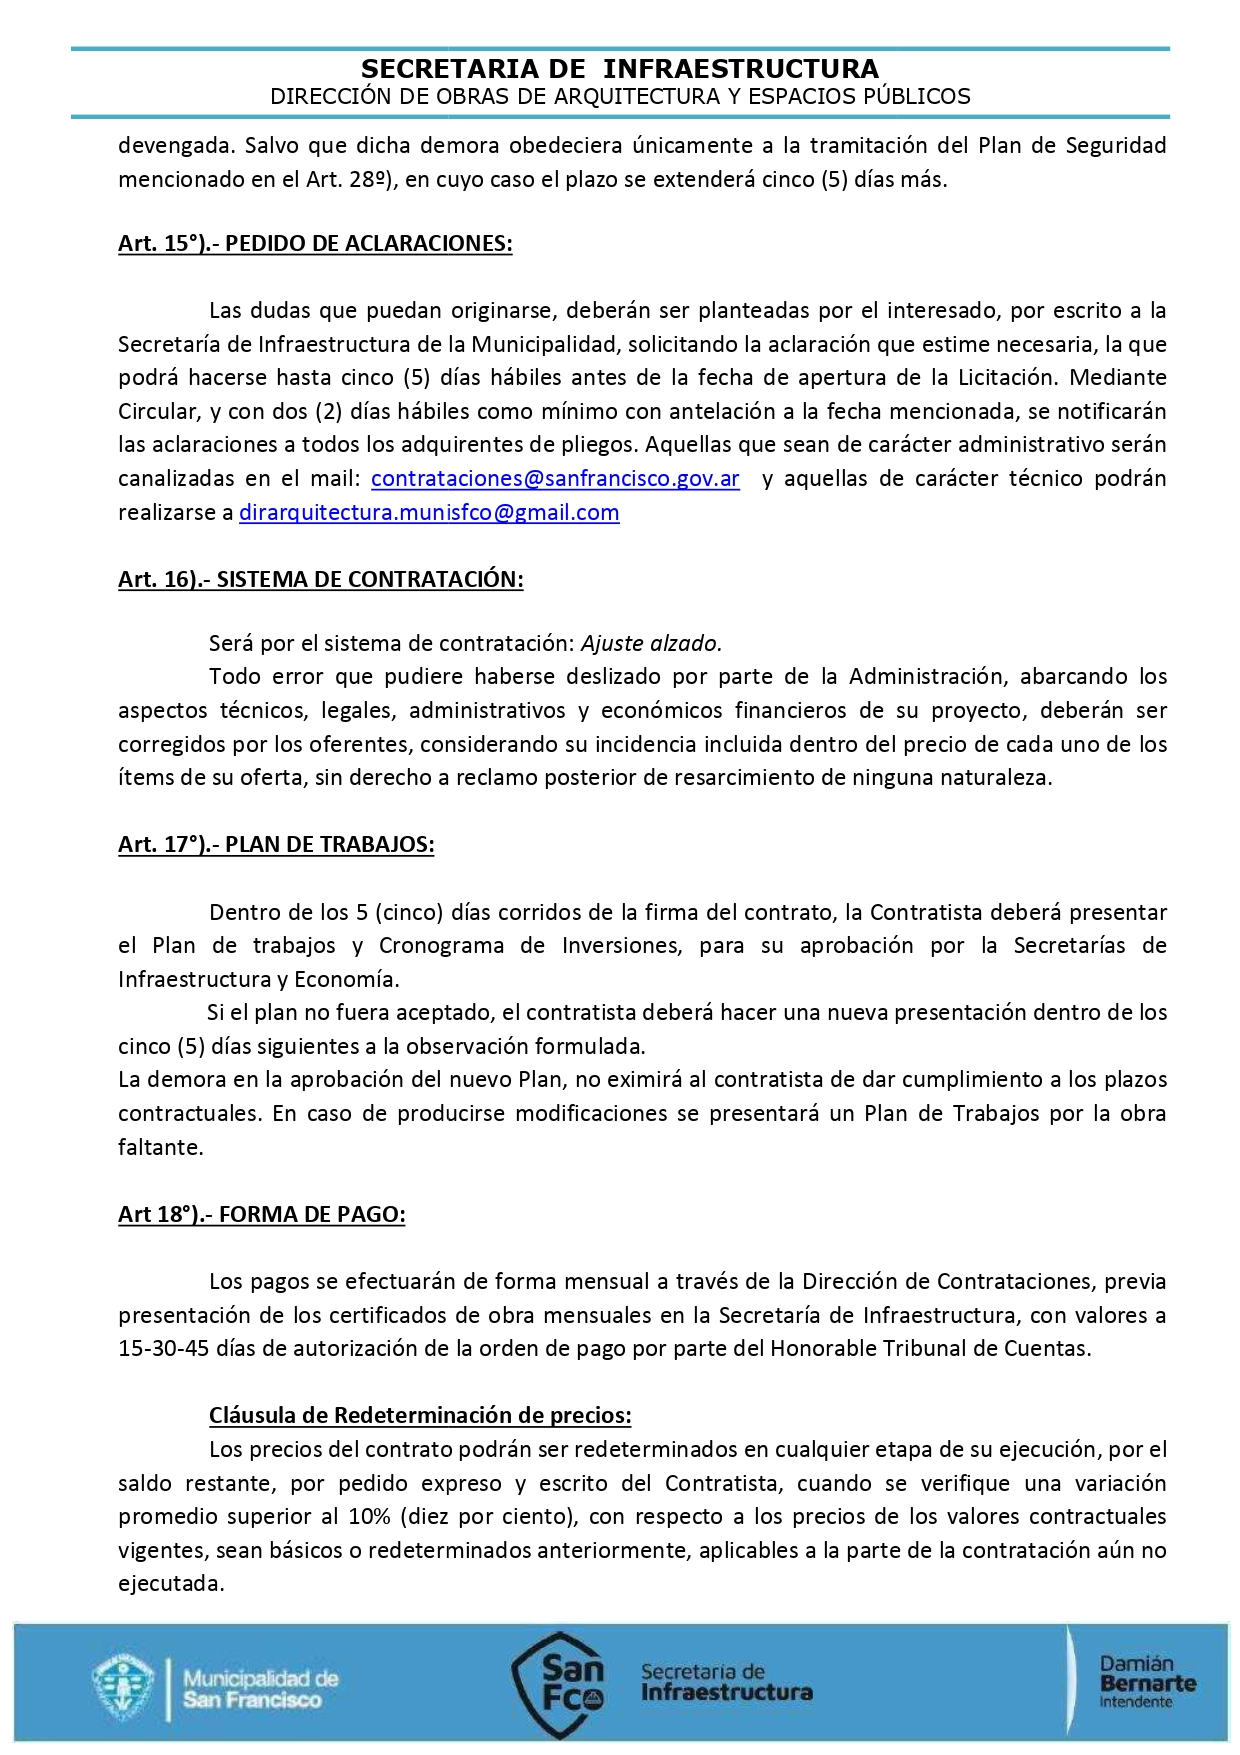 SECRETARIA DE  INFRAESTRUCTURA
DIRECCIÓN DE OBRAS DE ARQUITECTURA Y ESPACIOS PÚBLICOS
devengada. Salvo que dicha demora obedeciera únicamente a la tramitación del Plan de Seguridad
mencionado en el Art. 28º), en cuyo caso el plazo se extenderá cinco (5) días más.
Art. 15°).- PEDIDO DE ACLARACIONES:
Las dudas que puedan originarse, deberán ser planteadas por el interesado, por escrito a la
Secretaría de Infraestructura de la Municipalidad, solicitando la aclaración que estime necesaria, la que
podrá hacerse hasta cinco (5) días hábiles antes de la fecha de apertura de la Licitación. Mediante
Circular, y con dos (2) días hábiles como mínimo con antelación a la fecha mencionada, se notificarán
las aclaraciones a todos los adquirentes de pliegos. Aquellas que sean de carácter administrativo serán
canalizadas en el mail: contrataciones@sanfrancisco.gov.ar  y aquellas de carácter técnico podrán
realizarse a dirarquitectura.munisfco@gmail.com
Art. 16).- SISTEMA DE CONTRATACIÓN:
Será por el sistema de contratación: Ajuste alzado.
Todo error que pudiere haberse deslizado por parte de la Administración, abarcando los
aspectos técnicos, legales, administrativos y económicos financieros de su proyecto, deberán ser
corregidos por los oferentes, considerando su incidencia incluida dentro del precio de cada uno de los
ítems de su oferta, sin derecho a reclamo posterior de resarcimiento de ninguna naturaleza.
Art. 17°).- PLAN DE TRABAJOS:
Dentro de los 5 (cinco) días corridos de la firma del contrato, la Contratista deberá presentar
el Plan de trabajos y Cronograma de Inversiones, para su aprobación por la Secretarías de
Infraestructura y Economía.
Si el plan no fuera aceptado, el contratista deberá hacer una nueva presentación dentro de los
cinco (5) días siguientes a la observación formulada.
La demora en la aprobación del nuevo Plan, no eximirá al contratista de dar cumplimiento a los plazos
contractuales. En caso de producirse modificaciones se presentará un Plan de Trabajos por la obra
faltante.
Art 18°).- FORMA DE PAGO:
Los pagos se efectuarán de forma mensual a través de la Dirección de Contrataciones, previa
presentación de los certificados de obra mensuales en la Secretaría de Infraestructura, con valores a
15-30-45 días de autorización de la orden de pago por parte del Honorable Tribunal de Cuentas.
Cláusula de Redeterminación de precios:
Los precios del contrato podrán ser redeterminados en cualquier etapa de su ejecución, por el
saldo restante, por pedido expreso y escrito del Contratista, cuando se verifique una variación
promedio superior al 10% (diez por ciento), con respecto a los precios de los valores contractuales
vigentes, sean básicos o redeterminados anteriormente, aplicables a la parte de la contratación aún no
ejecutada.
Municipalidad de
San Francisco
San
Fco
Secretaría de
Infraestructura
Damián
Bernarte
Intendente